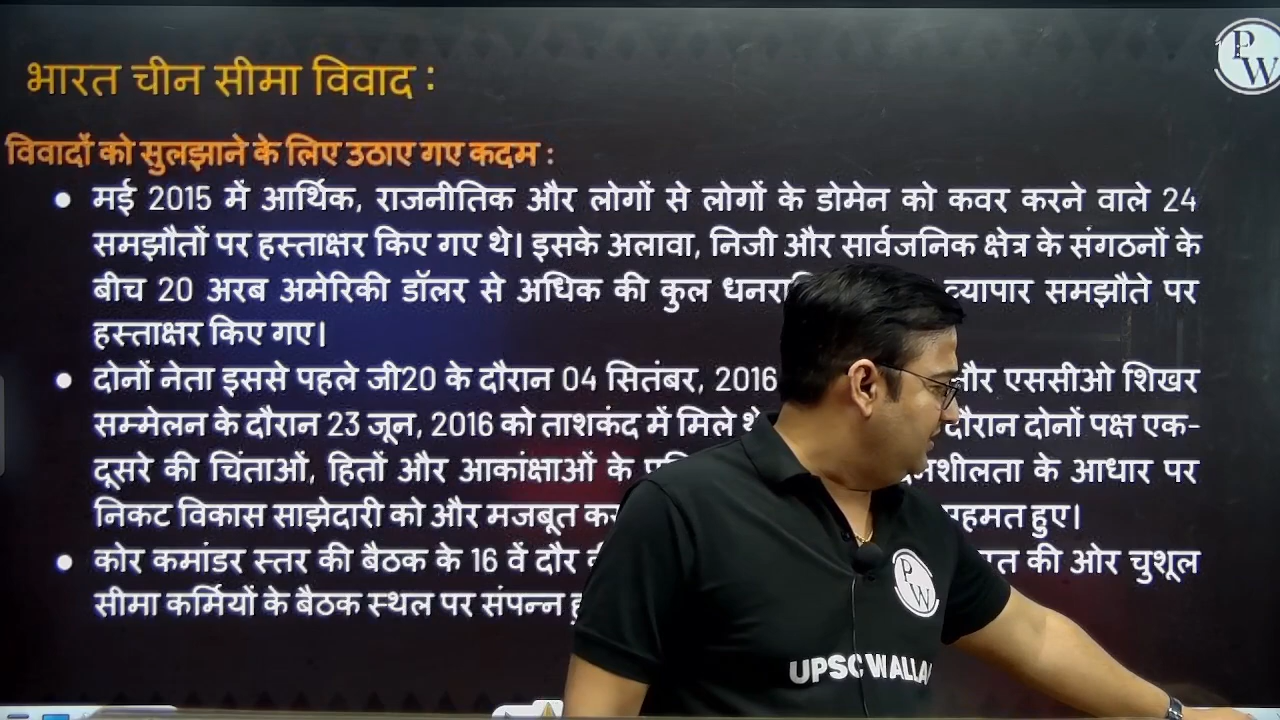 PW
भारत चीन सीमा विवाद :
विवादों को सुलझाने के लिए उठाए गए कदम :
• मई 2015 में आर्थिक, राजनीतिक और लोगों से लोगों के डोमेन को कवर करने वाले 24
समझौतों पर हस्ताक्षर किए गए थे। इसके अलावा, निजी और सार्वजनिक क्षेत्र के संगठनों के
बीच 20 अरब अमेरिकी डॉलर से अधिक की कुल व्यापार समझौते पर
हस्ताक्षर किए गए।
• दोनों नेता इससे पहले जी20 के दौरान 04 सितंबर, 2016 और एससीओ शिखर
सम्मेलन के दौरान 23 जून, 2016 को ताशकंद में मिले दौरान दोनों पक्ष एक-
दूसरे की चिंताओं, हितों और आकांक्षाओं के के आधार पर
निकट विकास साझेदारी को और मजबूत सहमत हुए।
• कोर कमांडर स्तर की बैठक के 16 वें दौर की ओर चुशूल
सीमा कर्मियों के बैठक स्थल पर संपन्न
PW
UPSC WALLA